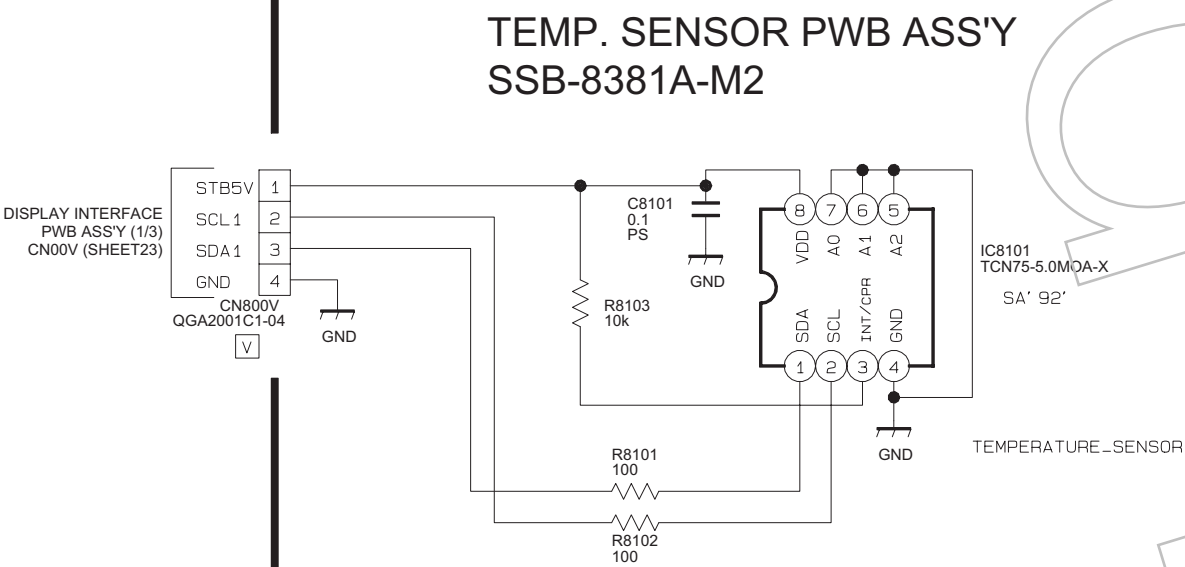 TEMP. SENSOR PWB ASS'Y
SSB-8381A-M2
DISPLAY INTERFACE
PWB ASS'Y (1/3)
CN00V (SHEET23)
STB5V 1
SCL1 2
SDA1 3
GND 4
CN800V
QGA2001C1-04
V
GND
C8101
0.1
PS
GND
R8103
10k
8 7 6 5
VDD A0 A1 A2
SDA SCL INT/CPR GND
1 2 3 4
IC8101
TCN75-5.0MOA-X
SA' 92'
GND
TEMPERATURE_SENSOR
R8101
100
R8102
100